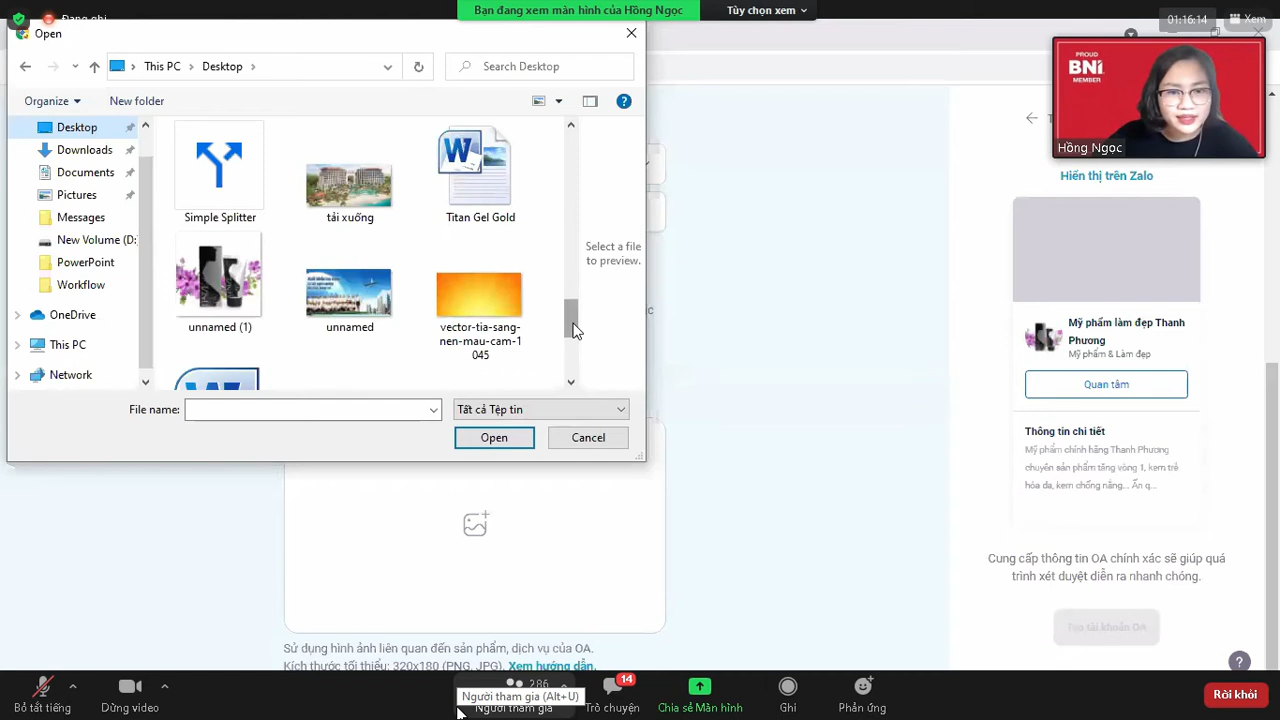 Đang ghi
Bạn đang xem màn hình của Hồng Ngọc
Tùy chọn xem
01:16:14
Xem
Open
This PC
Desktop
Search Desktop
Organize
New folder
Desktop
Downloads
Documents
Pictures
Messages
New Volume (D:
PowerPoint
Workflow
OneDrive
This PC
Network
Simple Splitter
tải xuống
Titan Gel Gold
unnamed (1)
unnamed
vector-tia-sang-
nen-mau-cam-1
045
Select a file
to preview.
File name:
Tất cả Tệp tin
Open
Cancel
PROUD
BNI
MEMBER
Hồng Ngọc
Hiển thị trên Zalo
Mỹ phẩm làm đẹp Thanh
Phương
Mỹ phẩm & Làm đẹp
Quan tâm
Thông tin chi tiết
Mỹ phẩm chính hãng Thanh Phương
chuyên sản phẩm tăng vòng 1, kem trẻ
hóa da, kem chống nắng... Ấn q...
Cung cấp thông tin OA chính xác sẽ giúp quá
trình xét duyệt diễn ra nhanh chóng.
Tạo tài khoản OA
Sử dụng hình ảnh liên quan đến sản phẩm, dịch vụ của OA.
Kích thước tối thiểu: 320x180 (PNG, JPG). Xem hướng dẫn.
Bỏ tắt tiếng
Dừng video
286
Người tham gia (Alt+U)
Người tham gia
14
Trò chuyện
Chia sẻ Màn hình
Ghi
Phản ứng
Rời khỏi